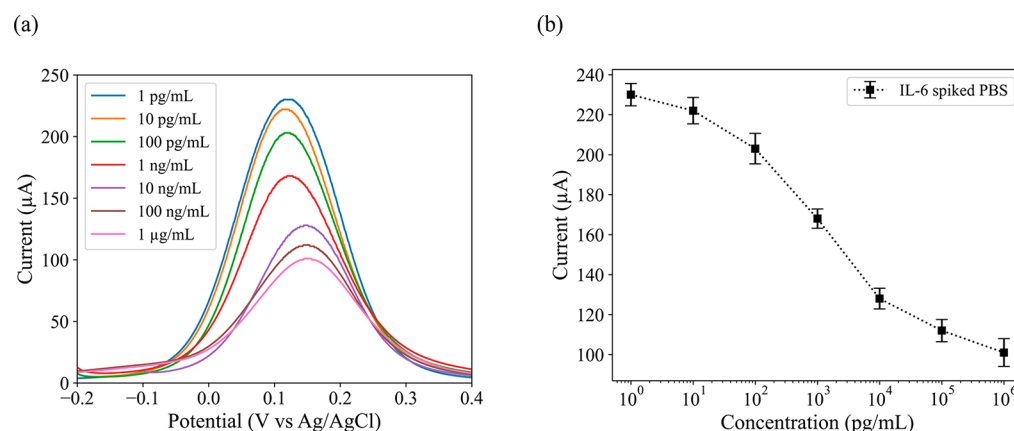 (a)
(b)
250
200
150
100
50
0
Current (μA)
1 pg/mL
10 pg/mL
100 pg/mL
1 ng/mL
10 ng/mL
100 ng/mL
1 μg/mL
−0.2
−0.1
0.0
0.1
0.2
0.3
0.4
Potential (V vs Ag/AgCl)
240
220
200
180
160
140
120
100
Current (μA)
IL-6 spiked PBS
10⁰
10¹
10²
10³
10⁴
10⁵
10⁶
Concentration (pg/mL)